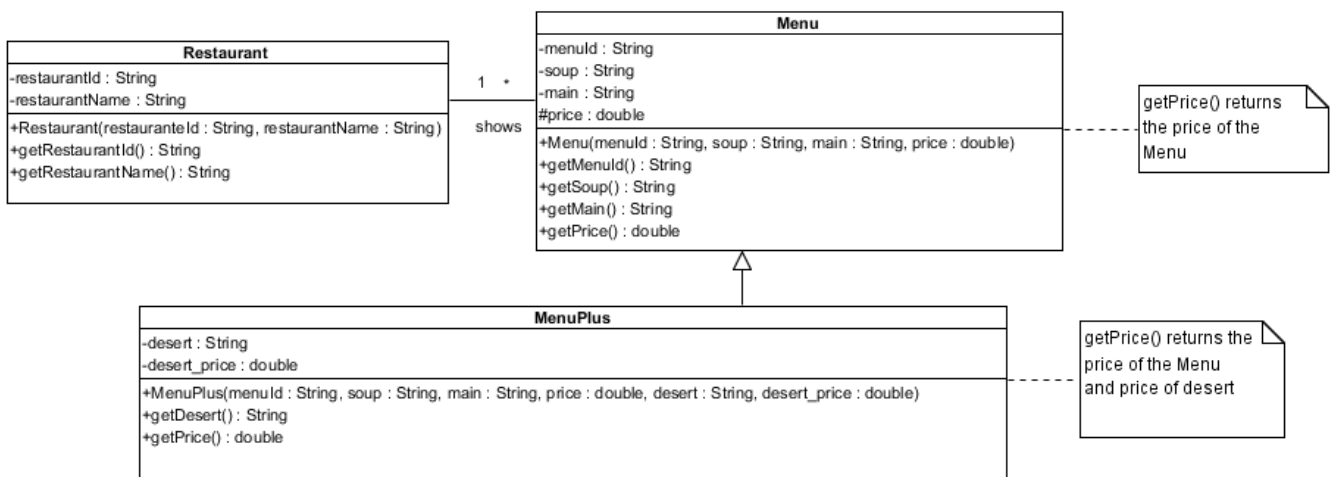 Restaurant
-restaurantId : String
-restaurantName : String
+Restaurant(restauranteId : String, restaurantName : String)
+getRestaurantId() : String
+getRestaurantName() : String
1 *
shows
Menu
-menuId : String
-soup : String
-main : String
#price : double
+Menu(menuId : String, soup : String, main : String, price : double)
+getMenuId() : String
+getSoup() : String
+getMain() : String
+getPrice() : double
getPrice() returns
the price of the
Menu
MenuPlus
-desert : String
-desert_price : double
+MenuPlus(menuId : String, soup : String, main : String, price : double, desert : String, desert_price : double)
+getDesert() : String
+getPrice() : double
getPrice() returns the
price of the Menu
and price of desert